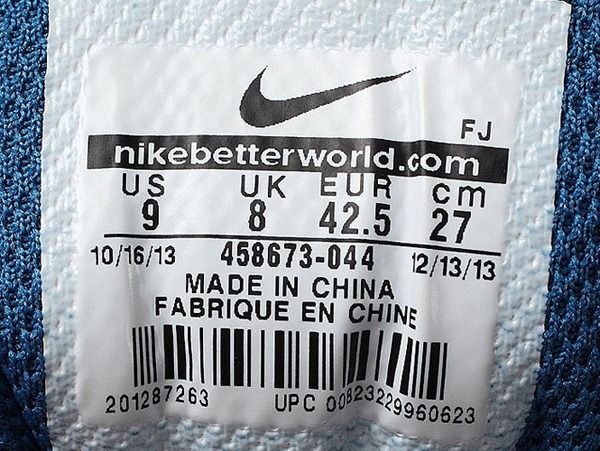 FJ
nikebetterworld.com
US UK EUR cm
9 8 42.5 27
10/16/13 458673-044 12/13/13
MADE IN CHINA
FABRIQUE EN CHINE
201287263 UPC 00823229960623